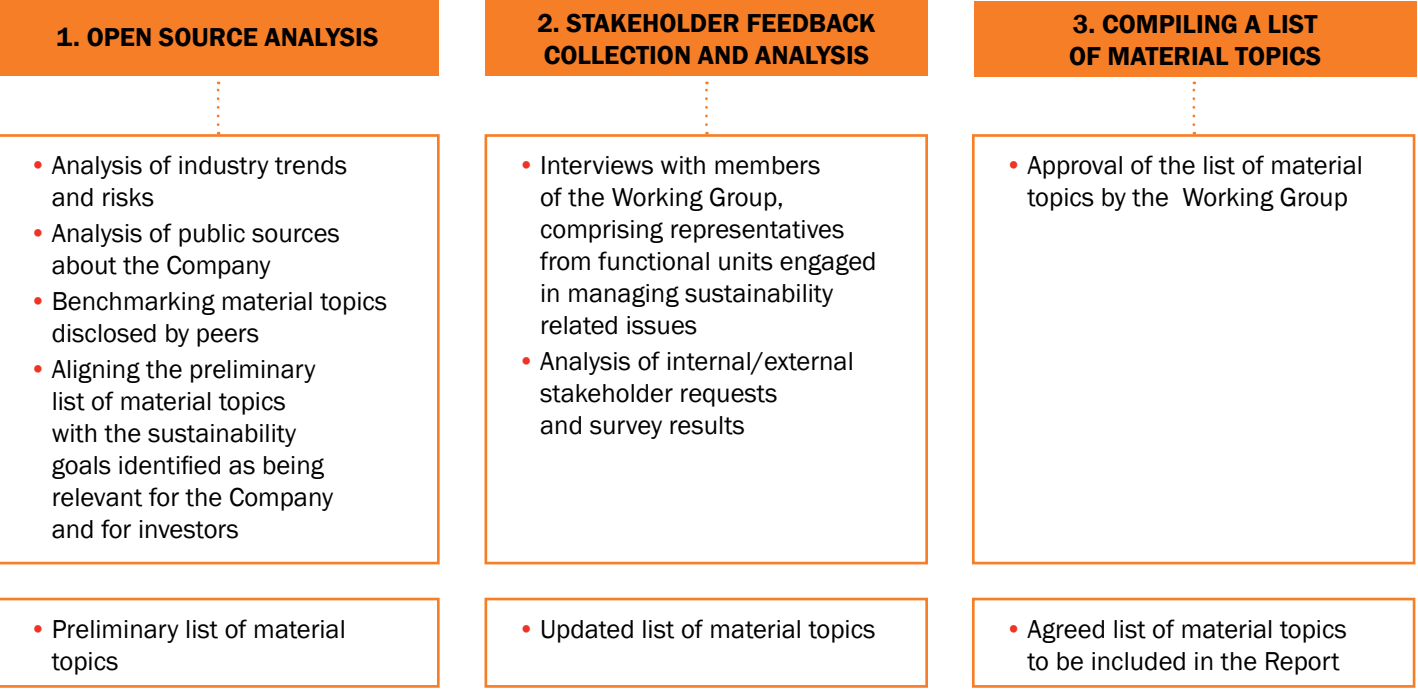 1. OPEN SOURCE ANALYSIS
• Analysis of industry trends
and risks
• Analysis of public sources
about the Company
• Benchmarking material topics
disclosed by peers
• Aligning the preliminary
list of material topics
with the sustainability
goals identified as being
relevant for the Company
and for investors
• Preliminary list of material
topics
2. STAKEHOLDER FEEDBACK
COLLECTION AND ANALYSIS
• Interviews with members
of the Working Group,
comprising representatives
from functional units engaged
in managing sustainability
related issues
• Analysis of internal/external
stakeholder requests
and survey results
• Updated list of material topics
3. COMPILING A LIST
OF MATERIAL TOPICS
• Approval of the list of material
topics by the Working Group
• Agreed list of material topics
to be included in the Report